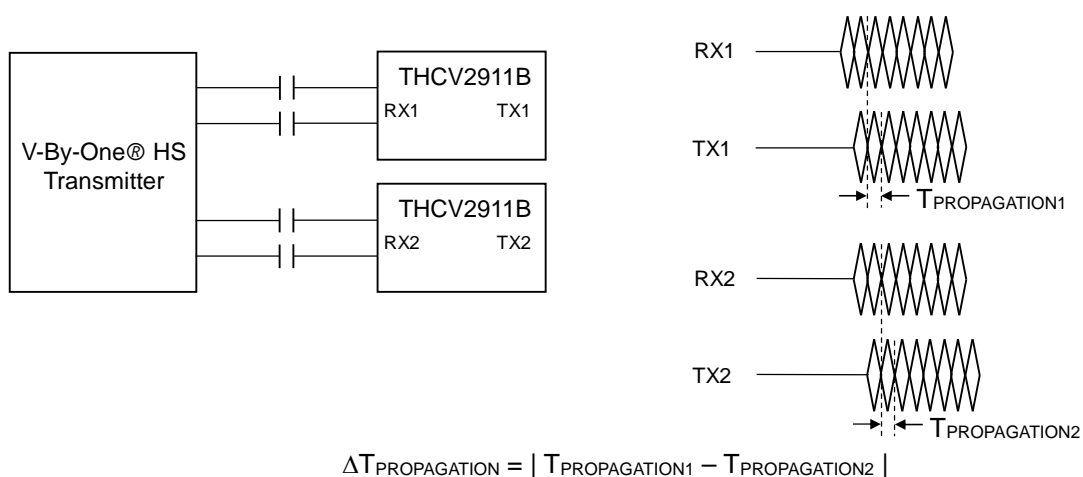 V-By-One® HS
Transmitter
THCV2911B
RX1 TX1
THCV2911B
RX2 TX2
RX1
TX1
TPROPAGATION1
RX2
TX2
TPROPAGATION2
ΔTPROPAGATION = | TPROPAGATION1 – TPROPAGATION2 |